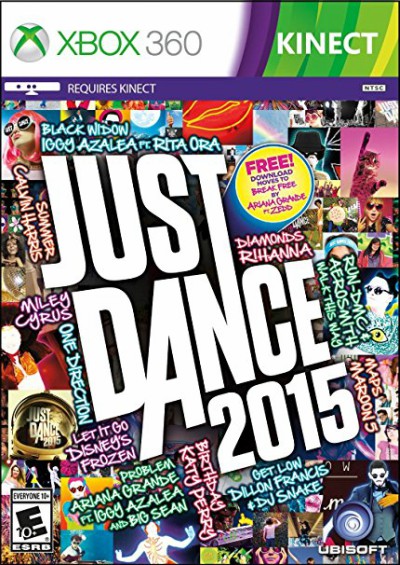 XBOX 360
KINECT
REQUIRES KINECT
NTSC
BLACK WIDOW
IGGY AZALEA FT. RITA ORA
FREE!
DOWNLOAD
MOVES TO
BREAK FREE
BY
ARIANA GRANDE
FT. ZEDD
SUMMER
CALVIN HARRIS
JUST
DANCE
2015
DIAMONDS
RIHANNA
MILEY
CYRUS
ONE DIRECTION
RUN DMC &
AEROSMITH
WALK THIS WAY
MAPS
MAROON 5
LET IT GO
DISNEY'S
FROZEN
JUST
DANCE
2015
PROBLEM
ARIANA GRANDE
FT. IGGY AZALEA
AND BIG SEAN
BIRTHDAY
KATY PERRY
GET LOW
DILLON FRANCIS
& DJ SNAKE
EVERYONE 10+
E
10+
ESRB
UBISOFT